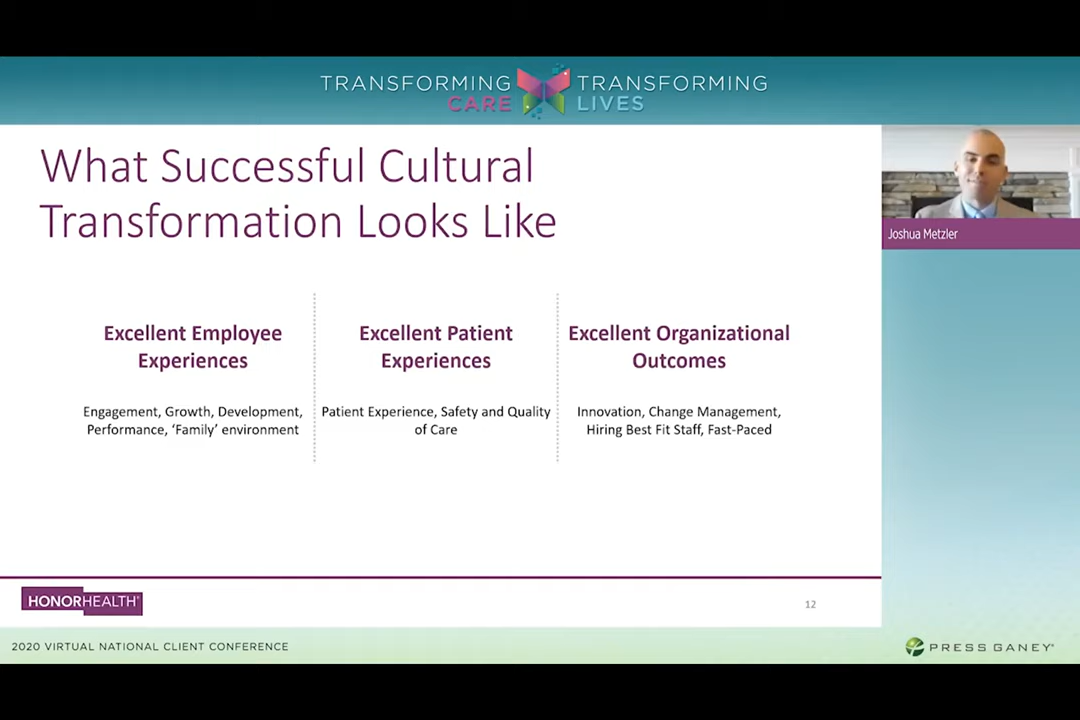 TRANSFORMING TRANSFORMING
CARE LIVES
What Successful Cultural
Transformation Looks Like
Joshua Metzler
Excellent Employee
Experiences
Engagement, Growth, Development,
Performance, ‘Family’ environment
Excellent Patient
Experiences
Patient Experience, Safety and Quality
of Care
Excellent Organizational
Outcomes
Innovation, Change Management,
Hiring Best Fit Staff, Fast-Paced
HONORHEALTH®
12
2020 VIRTUAL NATIONAL CLIENT CONFERENCE
PRESS GANEY®